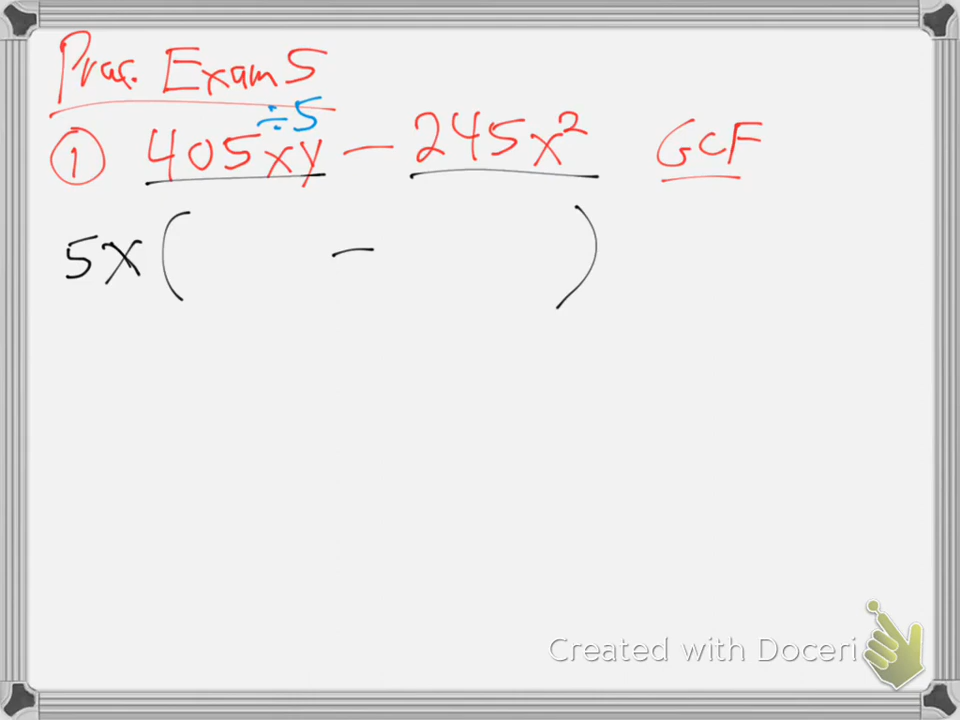 Prac. Exam 5
÷5
① 405xy - 245x² GCF
5x( - )
Created with Doceri